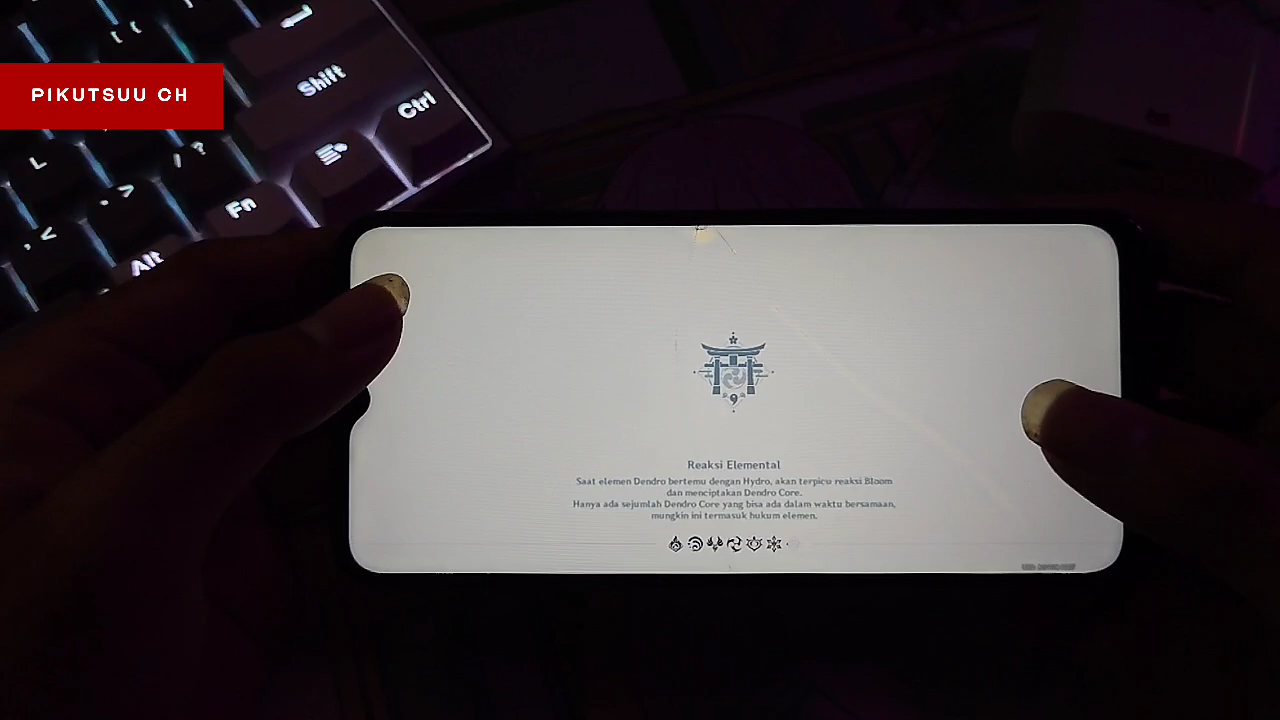 PIKUTSUU CH
Shift
Ctrl
L
/ ?
. >
Fn
, <
Alt
Reaksi Elemental
Saat elemen Dendro bertemu dengan Hydro, akan terpicu reaksi Bloom
dan menciptakan Dendro Core.
Hanya ada sejumlah Dendro Core yang bisa ada dalam waktu bersamaan,
mungkin ini termasuk hukum elemen.